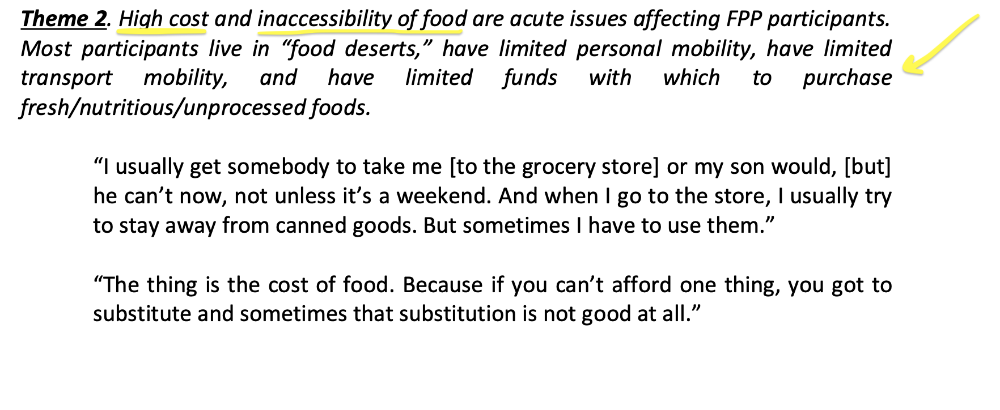 Theme 2. High cost and inaccessibility of food are acute issues affecting FPP participants.
Most participants live in “food deserts,” have limited personal mobility, have limited
transport mobility, and have limited funds with which to purchase
fresh/nutritious/unprocessed foods.
“I usually get somebody to take me [to the grocery store] or my son would, [but]
he can’t now, not unless it’s a weekend. And when I go to the store, I usually try
to stay away from canned goods. But sometimes I have to use them.”
“The thing is the cost of food. Because if you can’t afford one thing, you got to
substitute and sometimes that substitution is not good at all.”